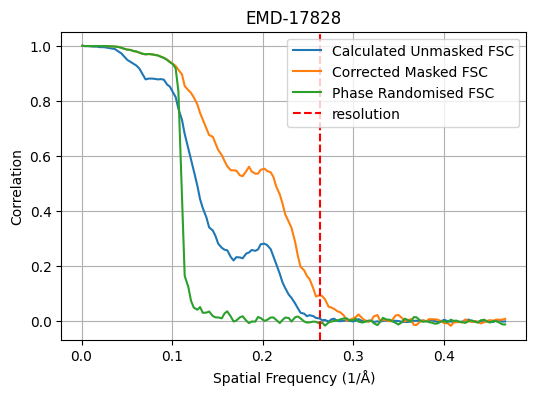 EMD-17828
Calculated Unmasked FSC
Corrected Masked FSC
Phase Randomised FSC
resolution
Correlation
1.0
0.8
0.6
0.4
0.2
0.0
0.0 0.1 0.2 0.3 0.4
Spatial Frequency (1/Å)